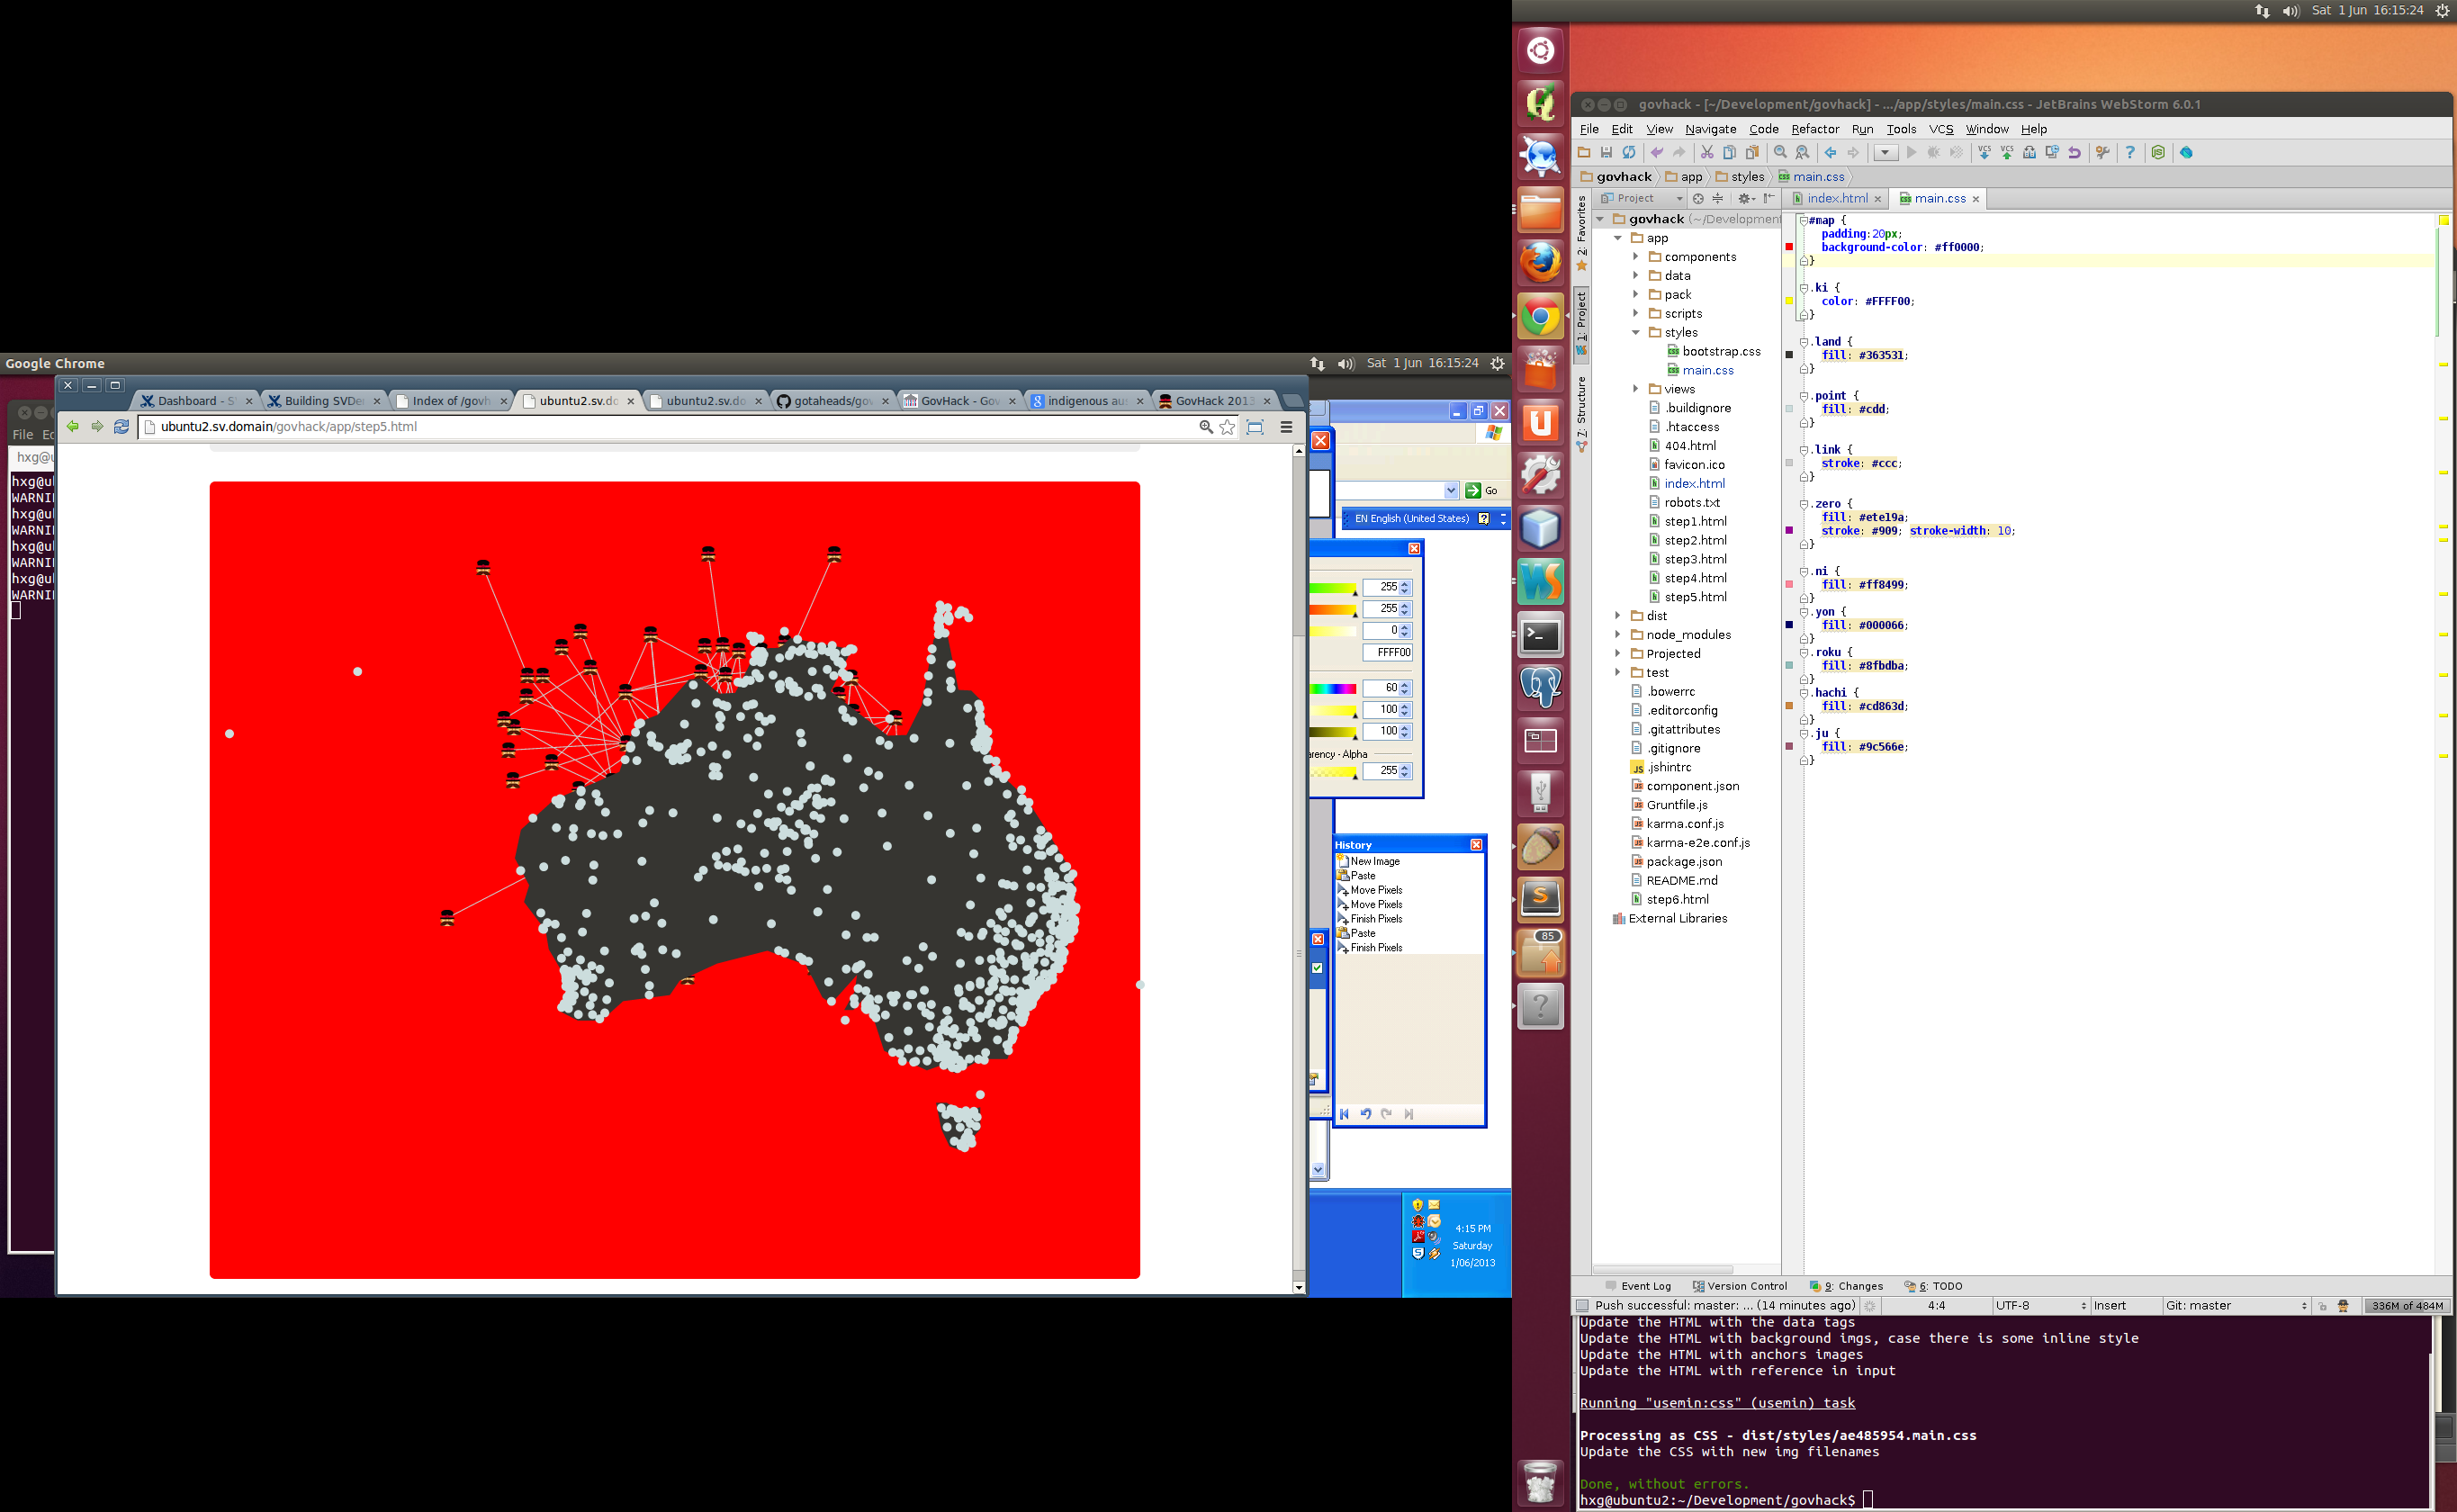 Google Chrome
Sat 1 Jun 16:15:24
File
Dashboard - S
Building SVDe
Index of /govh
ubuntu2.sv.do
ubuntu2.sv.do
gotaheads/gov
GovHack - Gov
indigenous aus
GovHack 2013
ubuntu2.sv.domain/govhack/app/step5.html
hxg@u
hxg@ul
WARNIN
hxg@ul
WARNIN
hxg@ul
WARNIN
hxg@ul
WARNIN
Go
EN English (United States)
255
255
0
FFFF00
60
100
100
arency - Alpha
255
History
New Image
Paste
Move Pixels
Move Pixels
Finish Pixels
Paste
Finish Pixels
4:15 PM
Saturday
1/06/2013
Sat 1 Jun 16:15:24
85
govhack - [~/Development/govhack] - .../app/styles/main.css - JetBrains WebStorm 6.0.1
File Edit View Navigate Code Refactor Run Tools VCS Window Help
govhack app styles main.css
Project
index.html
main.css
2: Favorites
1: Project
7: Structure
govhack (~/Development
app
components
data
pack
scripts
styles
bootstrap.css
main.css
views
.buildignore
.htaccess
404.html
favicon.ico
index.html
robots.txt
step1.html
step2.html
step3.html
step4.html
step5.html
dist
node_modules
Projected
test
.bowerrc
.editorconfig
.gitattributes
.gitignore
.jshintrc
component.json
Gruntfile.js
karma.conf.js
karma-e2e.conf.js
package.json
README.md
step6.html
External Libraries
#map {
padding:20px;
background-color: #ff0000;
}
.ki {
color: #FFFF00;
}
.land {
fill: #363531;
}
.point {
fill: #cdd;
}
.link {
stroke: #ccc;
}
.zero {
fill: #ete19a;
stroke: #909; stroke-width: 10;
}
.ni {
fill: #ff8499;
}
.yon {
fill: #000066;
}
.roku {
fill: #8fbdba;
}
.hachi {
fill: #cd863d;
}
.ju {
fill: #9c566e;
}
Event Log Version Control 9: Changes 6: TODO
Push successful: master: ... (14 minutes ago) 4:4 UTF-8 Insert Git: master 336M of 484M
Update the HTML with the data tags
Update the HTML with background imgs, case there is some inline style
Update the HTML with anchors images
Update the HTML with reference in input
Running "usemin:css" (usemin) task
Processing as CSS - dist/styles/ae485954.main.css
Update the CSS with new img filenames
Done, without errors.
hxg@ubuntu2:~/Development/govhack$